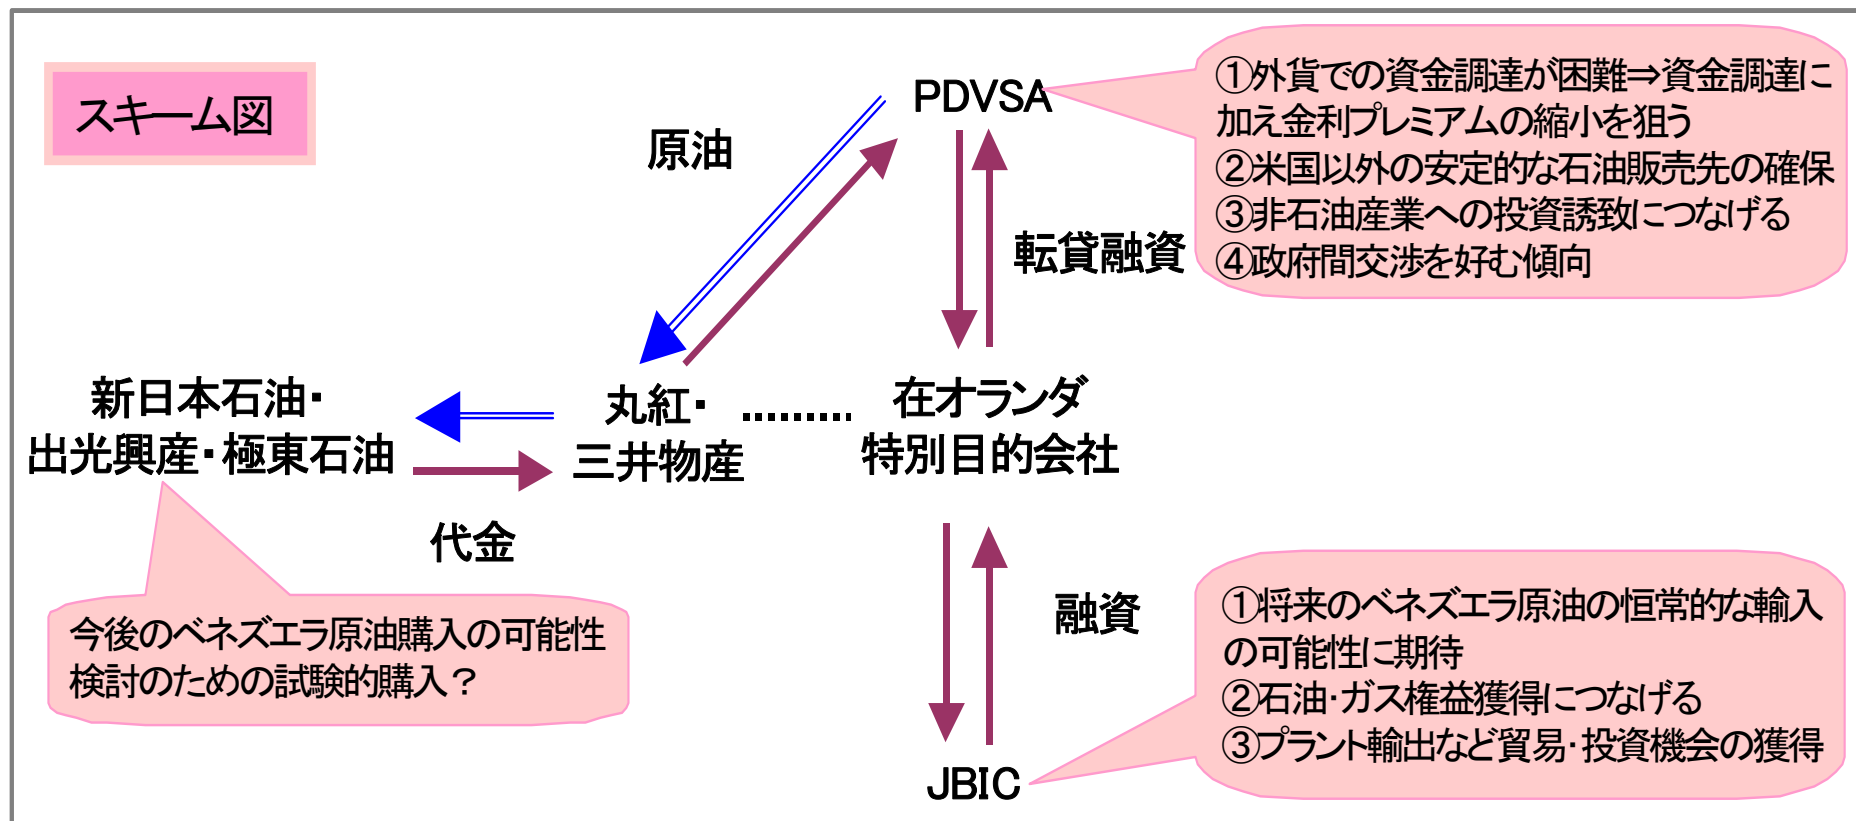 スキーム図
PDVSA
①外貨での資金調達が困難⇒資金調達に
加え金利プレミアムの縮小を狙う
②米国以外の安定的な石油販売先の確保
③非石油産業への投資誘致につなげる
④政府間交渉を好む傾向
原油
転貸融資
新日本石油・
出光興産・極東石油
丸紅・
三井物産
在オランダ
特別目的会社
代金
今後のベネズエラ原油購入の可能性
検討のための試験的購入？
融資
①将来のベネズエラ原油の恒常的な輸入
の可能性に期待
②石油・ガス権益獲得につなげる
③プラント輸出など貿易・投資機会の獲得
JBIC